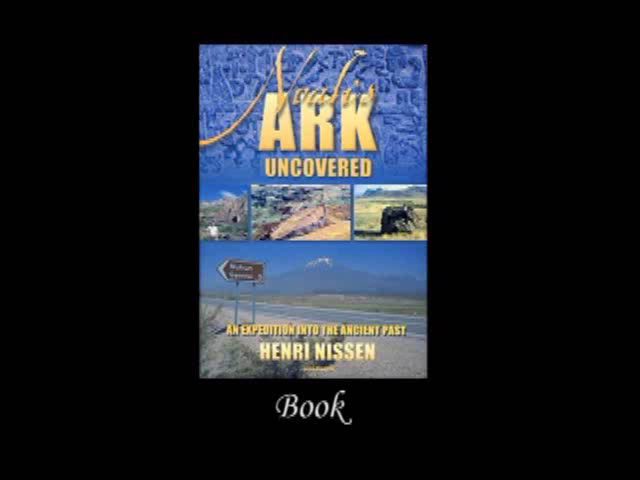 Noah's
ARK
UNCOVERED
AN EXPEDITION INTO THE ANCIENT PAST
HENRI NISSEN
Book